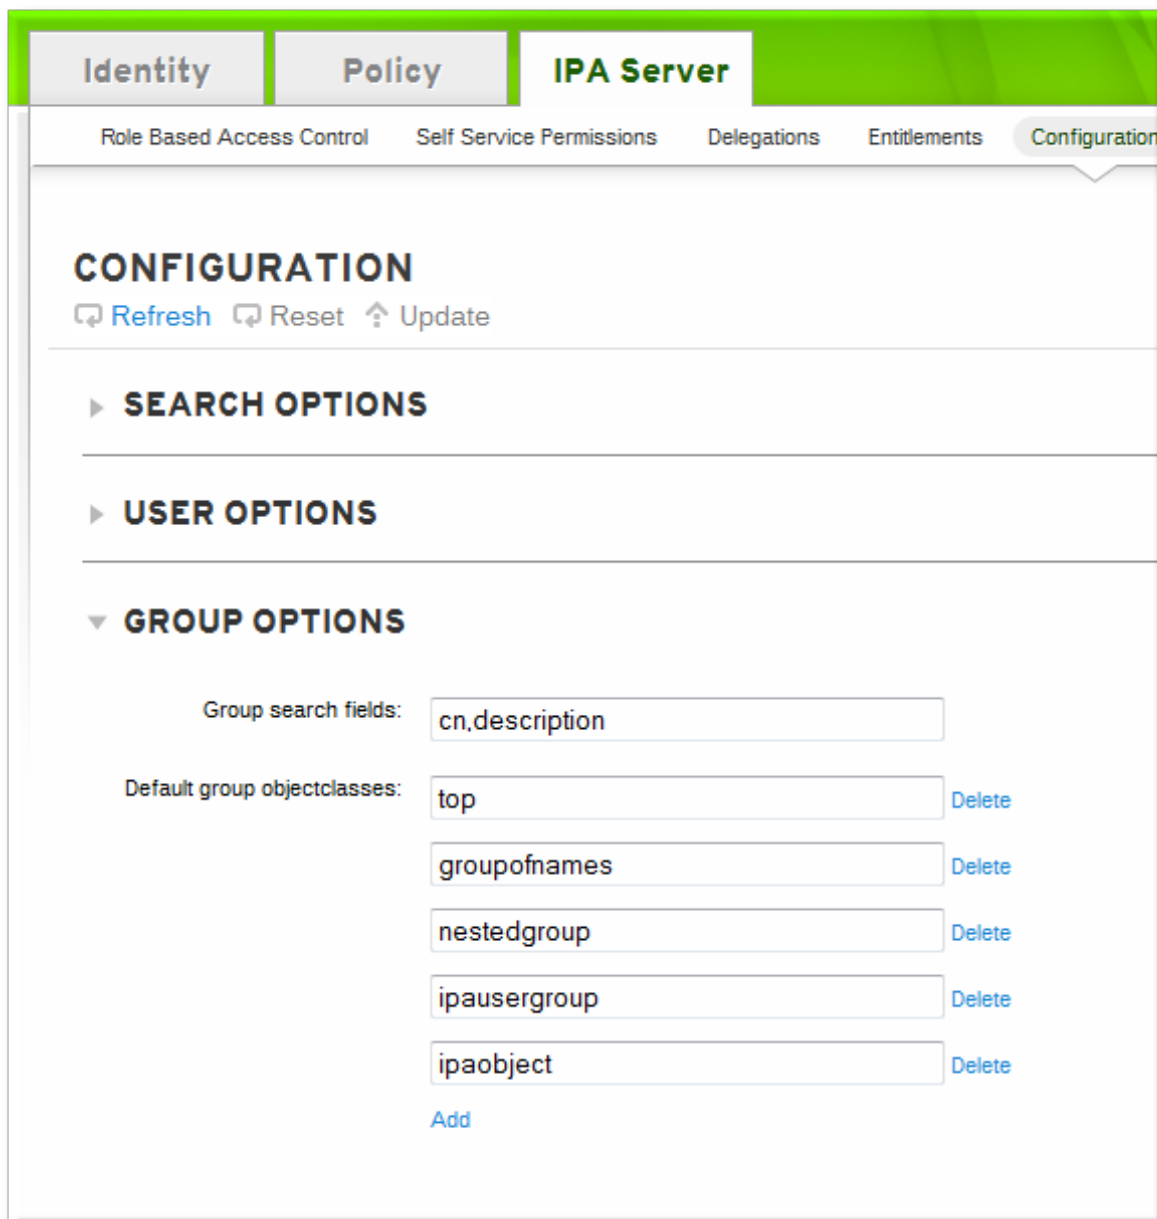 Identity Policy IPA Server
Role Based Access Control Self Service Permissions Delegations Entitlements Configuration
CONFIGURATION
Refresh Reset Update
SEARCH OPTIONS
USER OPTIONS
GROUP OPTIONS
Group search fields: cn,description
Default group objectclasses: top Delete
groupofnames Delete
nestedgroup Delete
ipausergroup Delete
ipaobject Delete
Add